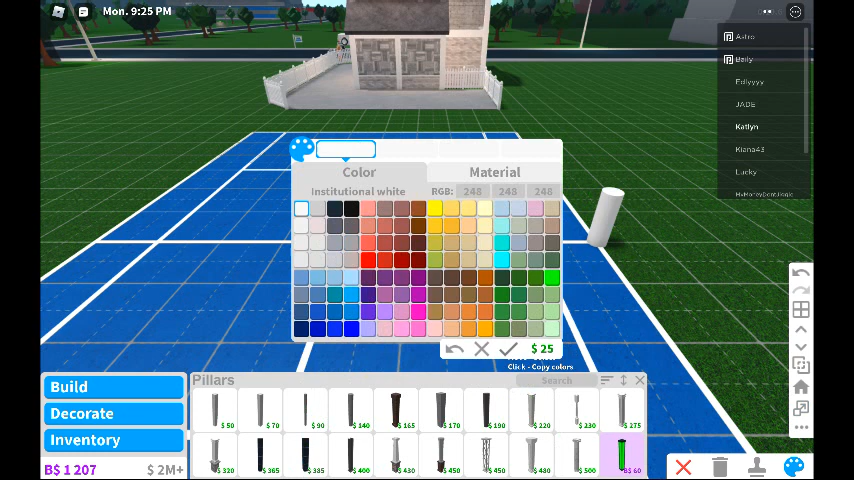 Mon. 9:25 PM
Astro
Baily
Edlyyyy
JADE
Katlyn
Kiana43
Lucky
Color
Material
Institutional white
RGB: 248 248 248
$ 25
Click - Copy colors
Build
Decorate
Inventory
B$ 1 207
$ 2M+
Pillars
Search
$ 50
$ 70
$ 90
$ 140
$ 165
$ 170
$ 190
$ 220
$ 230
$ 275
$ 320
$ 365
$ 385
$ 400
$ 430
$ 450
$ 450
$ 480
$ 500
B$ 60